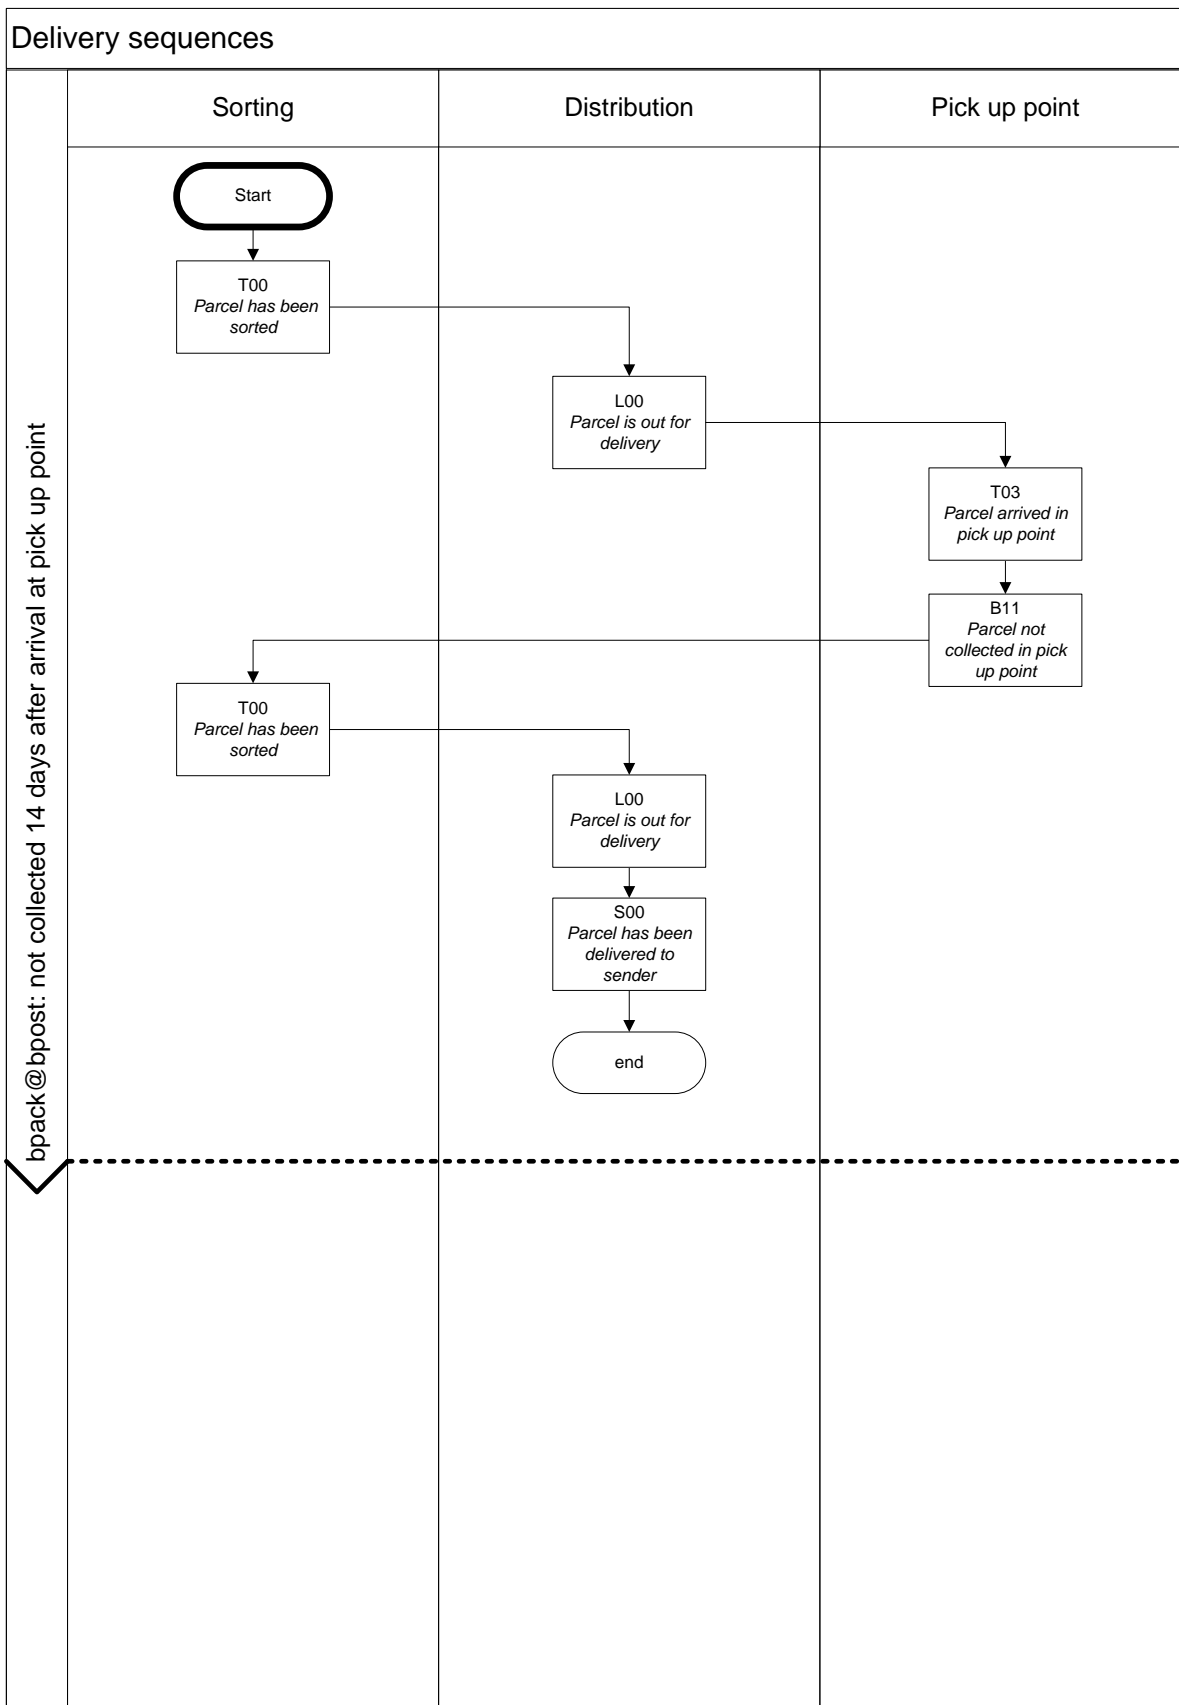 Delivery sequences
Sorting
Distribution
Pick up point
bpack@bpost: not collected 14 days after arrival at pick up point
Start
T00
Parcel has been
sorted
L00
Parcel is out for
delivery
T03
Parcel arrived in
pick up point
B11
Parcel not
collected in pick
up point
T00
Parcel has been
sorted
L00
Parcel is out for
delivery
S00
Parcel has been
delivered to
sender
end